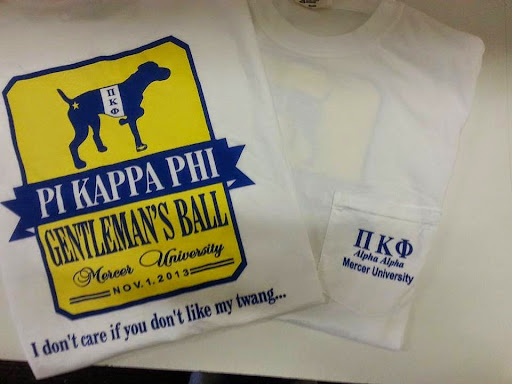 Π
Κ
Φ
PI KAPPA PHI
GENTLEMAN'S BALL
Mercer University
NOV. 1, 2013
I don't care if you don't like my twang...
ΠΚΦ
Alpha Alpha
Mercer University